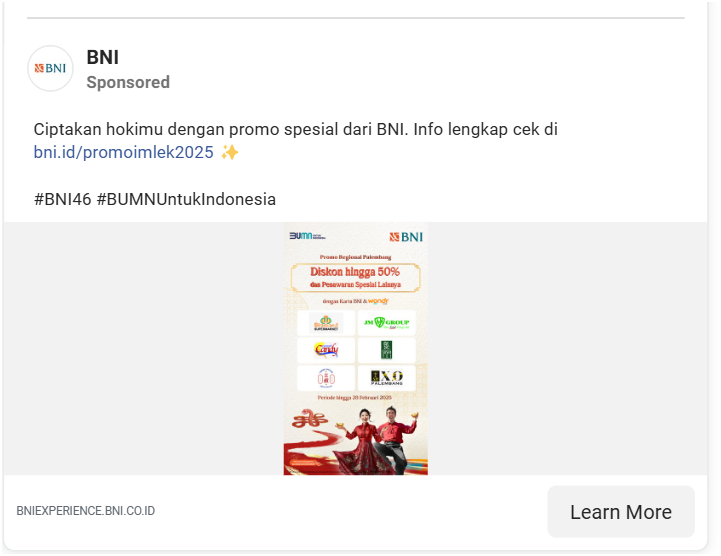 BNI
BNI
Sponsored
Ciptakan hokimu dengan promo spesial dari BNI. Info lengkap cek di
bni.id/promoimlek2025 ✨
#BNI46 #BUMNUntukIndonesia
BUMN
BNI
Promo Regional Palembang
Diskon hingga 50%
dan Penawaran Spesial Lainnya
dengan Kartu BNI & wondr
JM GROUP
Candy
XO
PALEMBANG
Periode hingga 28 Februari 2025
BNIEXPERIENCE.BNI.CO.ID
Learn More